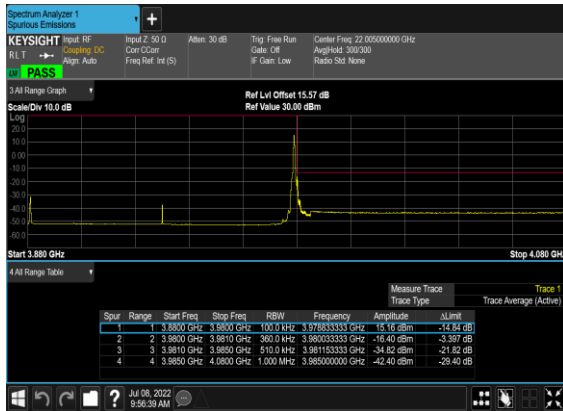 Spectrum Analyzer 1
Spurious Emissions
KEYSIGHT Input: RF Input Z: 50 Ω Atten: 30 dB Trig: Free Run Center Freq: 22.005000000 GHz
R L T Coupling: DC Corr CCorr Gate: Off Avg|Hold: 300/300
Align: Auto Freq Ref: Int (S) IF Gain: Low Radio Std: None
PASS
3 All Range Graph
Ref Lvl Offset 15.57 dB
Scale/Div 10.0 dB Ref Value 30.00 dBm
Log
20.0
10.0
0.00
-10.0
-20.0
-30.0
-40.0
-50.0
-60.0
Start 3.880 GHz Stop 4.080 GH
4 All Range Table
Measure Trace Trace 1
Trace Type Trace Average (Active)
Spur Range Start Freq Stop Freq RBW Frequency Amplitude ΔLimit
1 1 3.8800 GHz 3.9800 GHz 100.0 kHz 3.978833333 GHz 15.16 dBm -14.84 dB
2 2 3.9800 GHz 3.9810 GHz 360.0 kHz 3.980033333 GHz -16.40 dBm -3.397 dB
3 3 3.9810 GHz 3.9850 GHz 510.0 kHz 3.981153333 GHz -34.82 dBm -21.82 dB
4 4 3.9850 GHz 4.0800 GHz 1.000 MHz 3.985000000 GHz -42.40 dBm -29.40 dB
Jul 08, 2022
9:56:39 AM